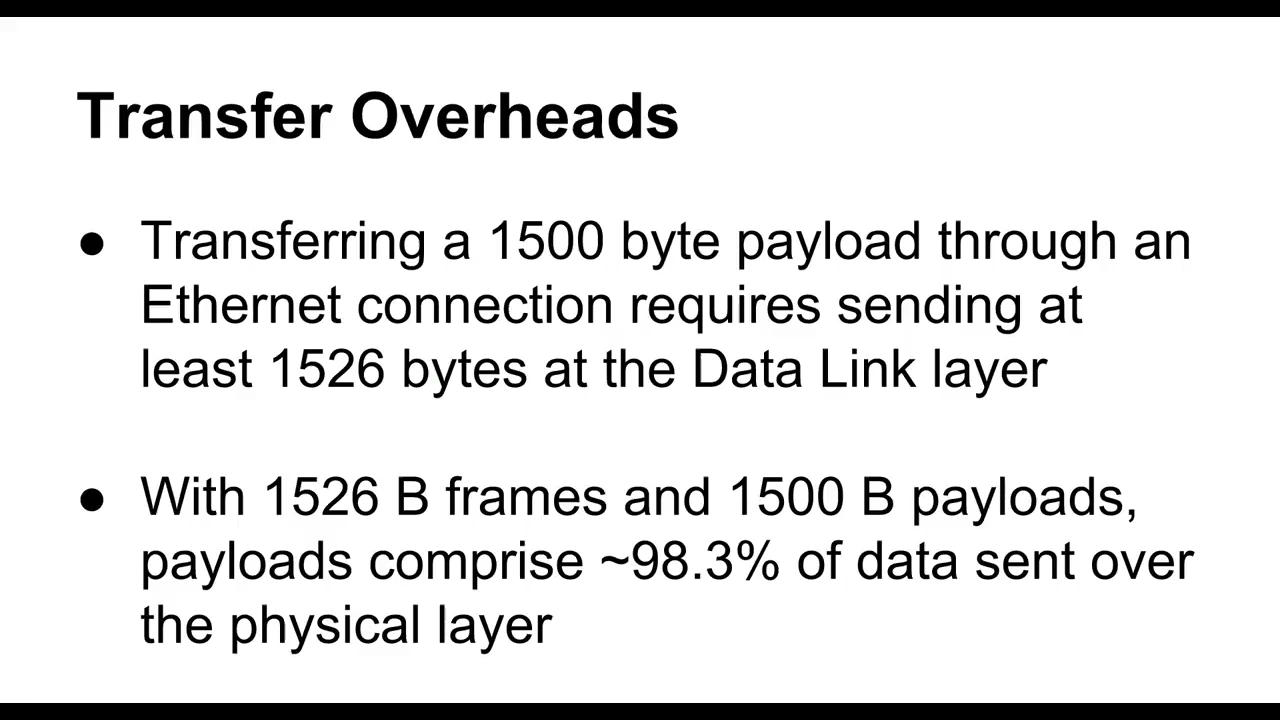 Transfer Overheads
● Transferring a 1500 byte payload through an
Ethernet connection requires sending at
least 1526 bytes at the Data Link layer
● With 1526 B frames and 1500 B payloads,
payloads comprise ~98.3% of data sent over
the physical layer